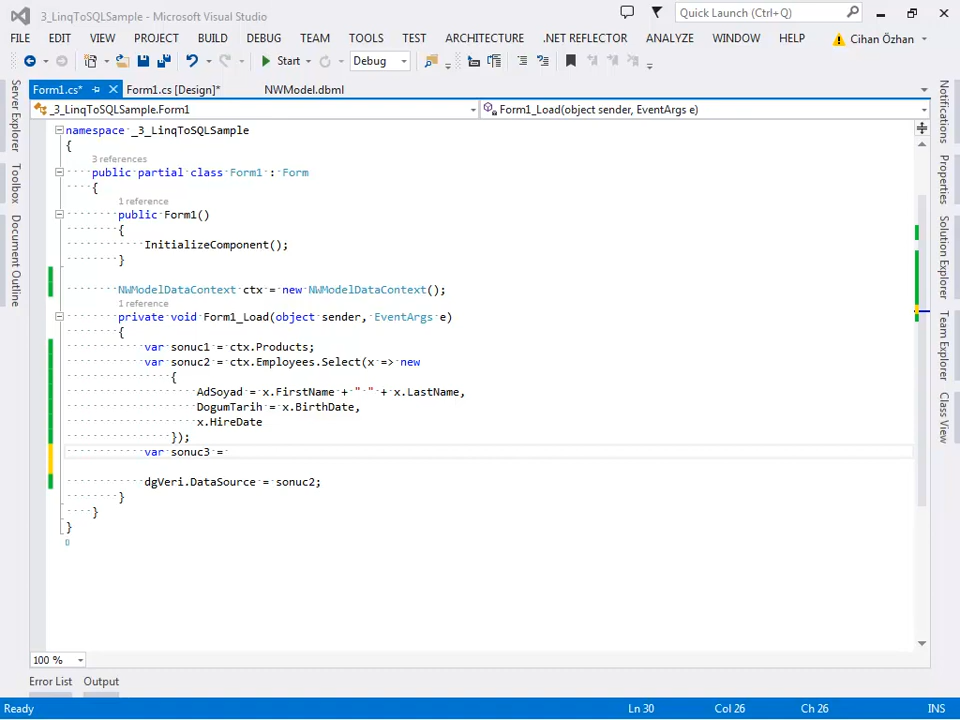 3_LinqToSQLSample - Microsoft Visual Studio
Quick Launch (Ctrl+Q)
FILE EDIT VIEW PROJECT BUILD DEBUG TEAM TOOLS TEST ARCHITECTURE .NET REFLECTOR ANALYZE WINDOW HELP Cihan Özhan
Start Debug
Form1.cs* Form1.cs [Design]* NWModel.dbml
_3_LinqToSQLSample.Form1 Form1_Load(object sender, EventArgs e)
namespace _3_LinqToSQLSample
{
3 references
public partial class Form1 : Form
{
1 reference
public Form1()
{
InitializeComponent();
}
NWModelDataContext ctx = new NWModelDataContext();
1 reference
private void Form1_Load(object sender, EventArgs e)
{
var sonuc1 = ctx.Products;
var sonuc2 = ctx.Employees.Select(x => new
{
AdSoyad = x.FirstName + " " + x.LastName,
DogumTarih = x.BirthDate,
x.HireDate
});
var sonuc3 =
dgVeri.DataSource = sonuc2;
}
}
}
Server Explorer
Toolbox
Document Outline
Notifications
Properties
Solution Explorer
Team Explorer
Class View
100 %
Error List Output
Ready Ln 30 Col 26 Ch 26 INS